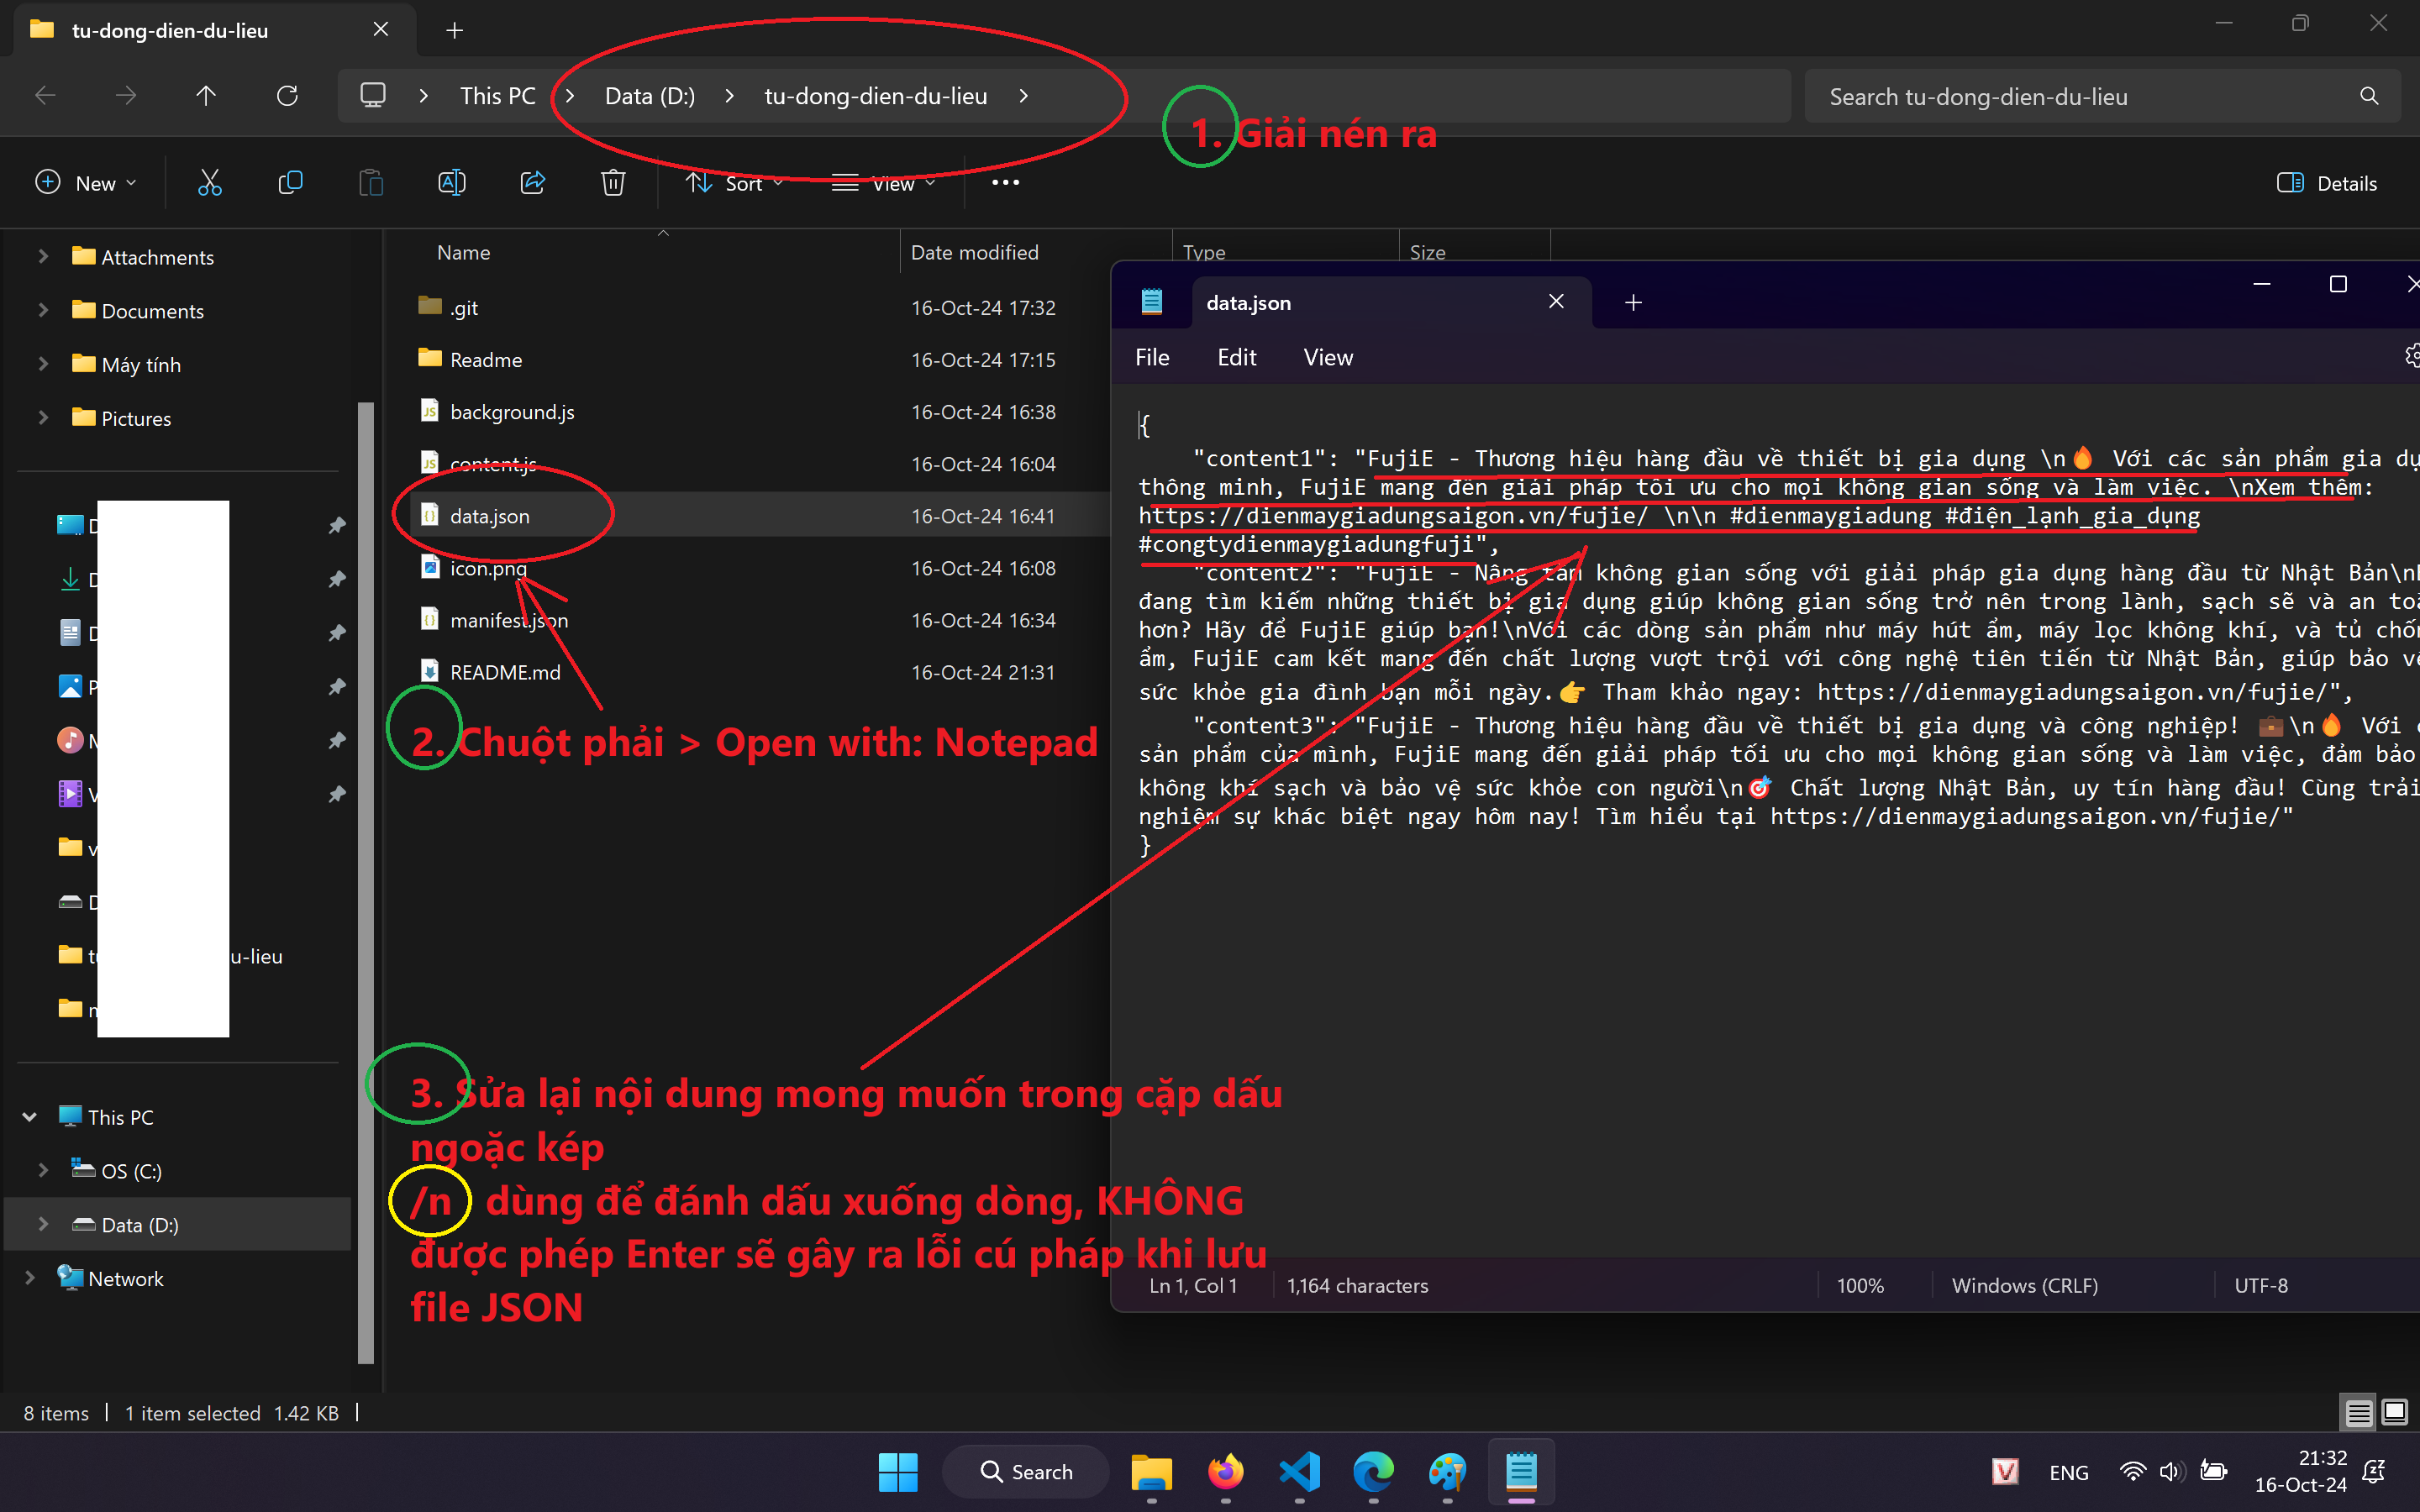 tu-dong-dien-du-lieu
This PC > Data (D:) > tu-dong-dien-du-lieu >
Search tu-dong-dien-du-lieu
1. Giải nén ra
New
Sort
View
Details
Name
Date modified
Type
Size
Attachments
Documents
Máy tính
Pictures
.git 16-Oct-24 17:32
Readme 16-Oct-24 17:15
background.js 16-Oct-24 16:38
content.js 16-Oct-24 16:04
data.json 16-Oct-24 16:41
icon.png 16-Oct-24 16:08
manifest.json 16-Oct-24 16:34
README.md 16-Oct-24 21:31
2. Chuột phải > Open with: Notepad
u-lieu
This PC
OS (C:)
Data (D:)
Network
3. Sửa lại nội dung mong muốn trong cặp dấu
ngoặc kép
/n dùng để đánh dấu xuống dòng, KHÔNG
được phép Enter sẽ gây ra lỗi cú pháp khi lưu
file JSON
data.json
File Edit View
{
"content1": "FujiE - Thương hiệu hàng đầu về thiết bị gia dụng \n🔥 Với các sản phẩm gia
thông minh, FujiE mang đến giải pháp tối ưu cho mọi không gian sống và làm việc. \nXem thêm:
https://dienmaygiadungsaigon.vn/fujie/ \n\n #dienmaygiadung #điện_lạnh_gia_dụng
#congtydienmaygiadungfuji",
"content2": "FujiE - Nâng tầm không gian sống với giải pháp gia dụng hàng đầu từ Nhật Bản\n
đang tìm kiếm những thiết bị gia dụng giúp không gian sống trở nên trong lành, sạch sẽ và an
hơn? Hãy để FujiE giúp bạn!\nVới các dòng sản phẩm như máy hút ẩm, máy lọc không khí, và tủ
ẩm, FujiE cam kết mang đến chất lượng vượt trội với công nghệ tiên tiến từ Nhật Bản, giúp bảo
sức khỏe gia đình bạn mỗi ngày.👉 Tham khảo ngay: https://dienmaygiadungsaigon.vn/fujie/",
"content3": "FujiE - Thương hiệu hàng đầu về thiết bị gia dụng và công nghiệp! 💼\n🔥 Với
sản phẩm của mình, FujiE mang đến giải pháp tối ưu cho mọi không gian sống và làm việc, đảm bảo
không khí sạch và bảo vệ sức khỏe con người\n🎯 Chất lượng Nhật Bản, uy tín hàng đầu! Cùng trải
nghiệm sự khác biệt ngay hôm nay! Tìm hiểu tại https://dienmaygiadungsaigon.vn/fujie/"
}
Ln 1, Col 1 1,164 characters 100% Windows (CRLF) UTF-8
8 items 1 item selected 1.42 KB
Search
ENG
21:32
16-Oct-24